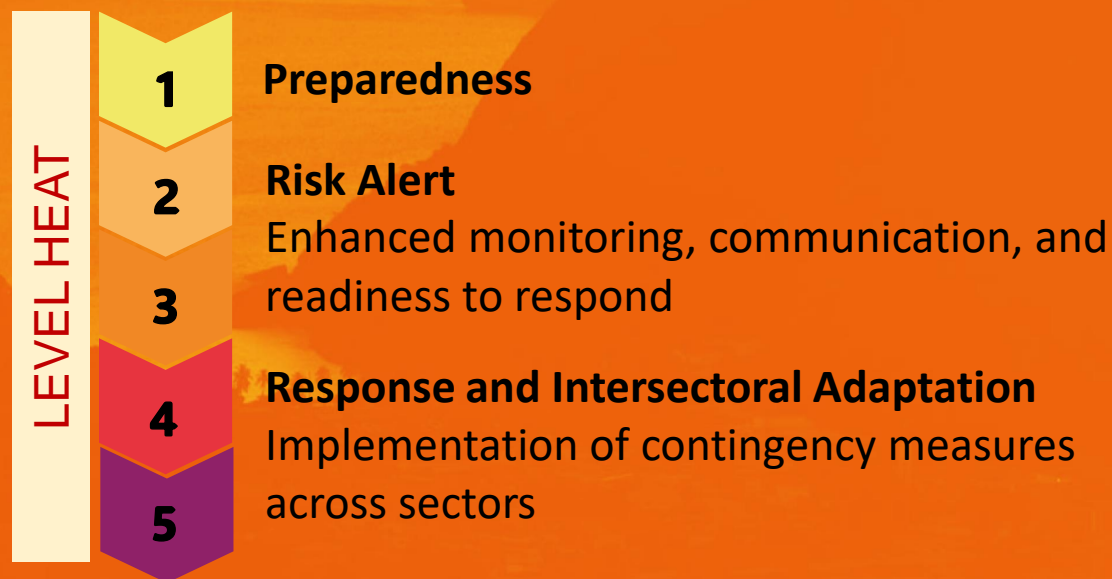 LEVEL HEAT
1
Preparedness
2
Risk Alert
Enhanced monitoring, communication, and
readiness to respond
3
4
Response and Intersectoral Adaptation
Implementation of contingency measures
across sectors
5